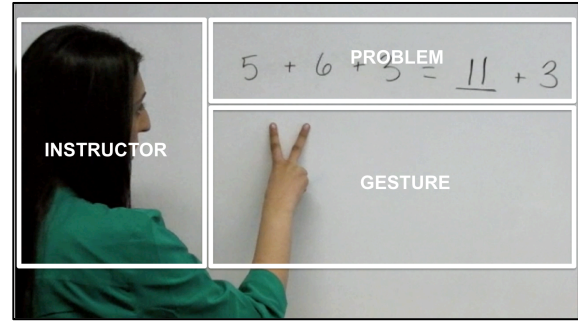 PROBLEM
5 + 6 + 3 = 11 + 3
INSTRUCTOR
GESTURE